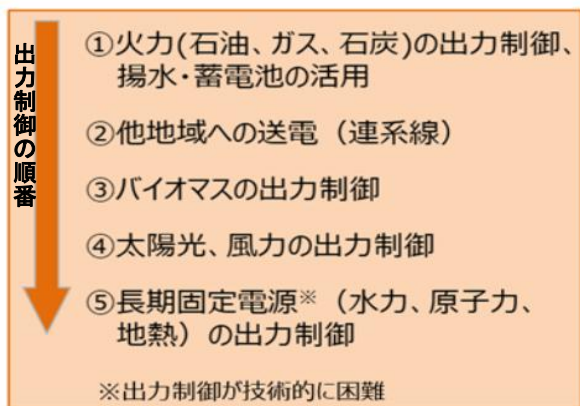 出力制御の順番
①火力(石油、ガス、石炭)の出力制御、
揚水・蓄電池の活用
②他地域への送電（連系線）
③バイオマスの出力制御
④太陽光、風力の出力制御
⑤長期固定電源※（水力、原子力、
地熱）の出力制御
※出力制御が技術的に困難